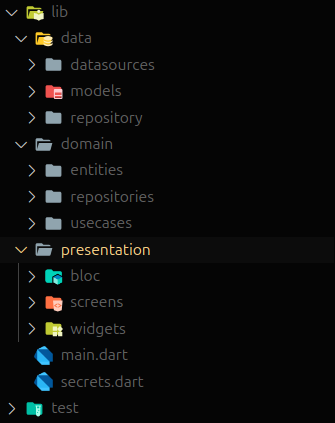 lib
data
datasources
models
repository
domain
entities
repositories
usecases
presentation
bloc
screens
widgets
main.dart
secrets.dart
test